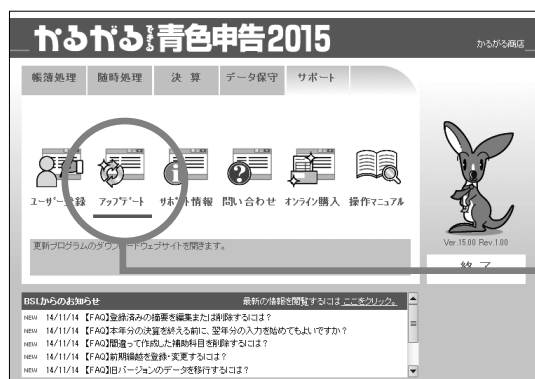 かるがるできる青色申告2015
かるがる商店
帳簿処理 随時処理 決 算 データ保守 サポート
ユーザー登録 アップデート サポート情報 問い合わせ オンライン購入 操作マニュアル
更新プログラムのダウンロードウェブサイトを開きます。
Ver.15.00 Rev.1.00
終 了
BSLからのお知らせ 最新の情報を閲覧するには ここをクリック。
NEW 14/11/14 【FAQ】登録済みの摘要を編集または削除するには？
NEW 14/11/14 【FAQ】本年分の決算を終える前に、翌年分の入力を始めてもよいですか？
NEW 14/11/14 【FAQ】間違って作成した補助科目を削除するには？
NEW 14/11/14 【FAQ】前期繰越を登録・変更するには？
NEW 14/11/14 【FAQ】旧バージョンのデータを移行するには？